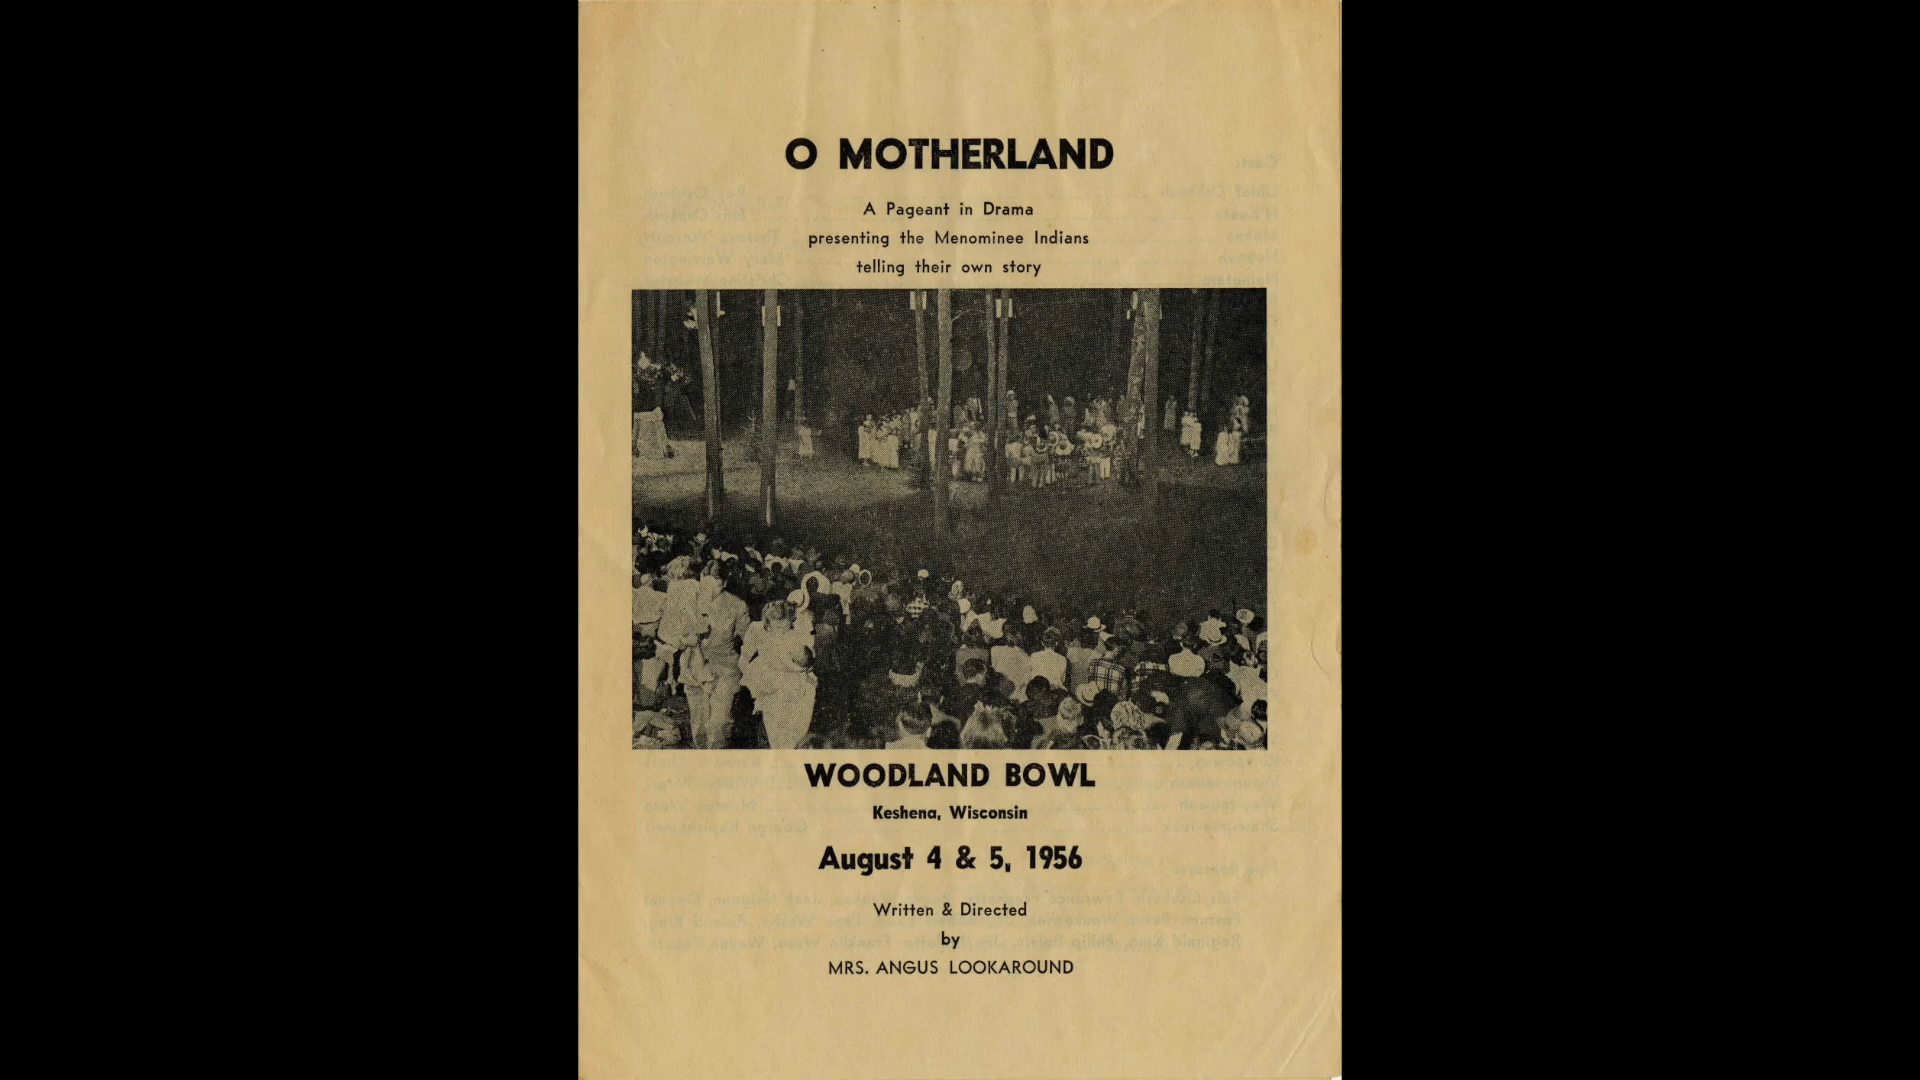 O MOTHERLAND
A Pageant in Drama
presenting the Menominee Indians
telling their own story
WOODLAND BOWL
Keshena, Wisconsin
August 4 & 5, 1956
Written & Directed
by
MRS. ANGUS LOOKAROUND